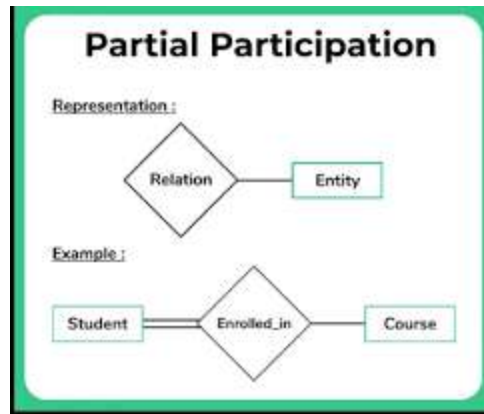 Partial Participation
Representation :
Relation
Entity
Example :
Student
Enrolled_in
Course